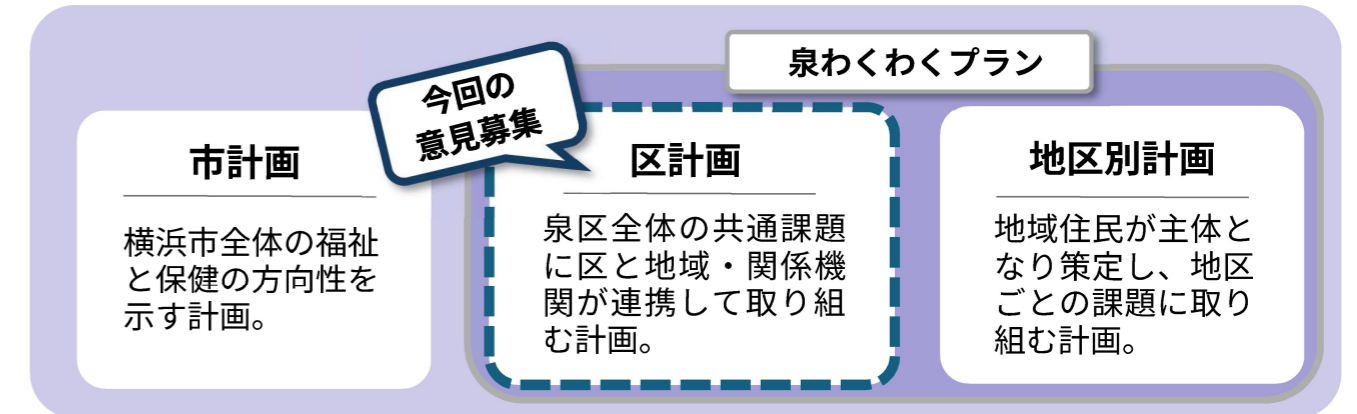 泉わくわくプラン
今回の
意見募集
市計画
横浜市全体の福祉
と保健の方向性を
示す計画。
区計画
泉区全体の共通課題
に区と地域・関係機
関が連携して取り組
む計画。
地区別計画
地域住民が主体と
なり策定し、地区
ごとの課題に取り
組む計画。